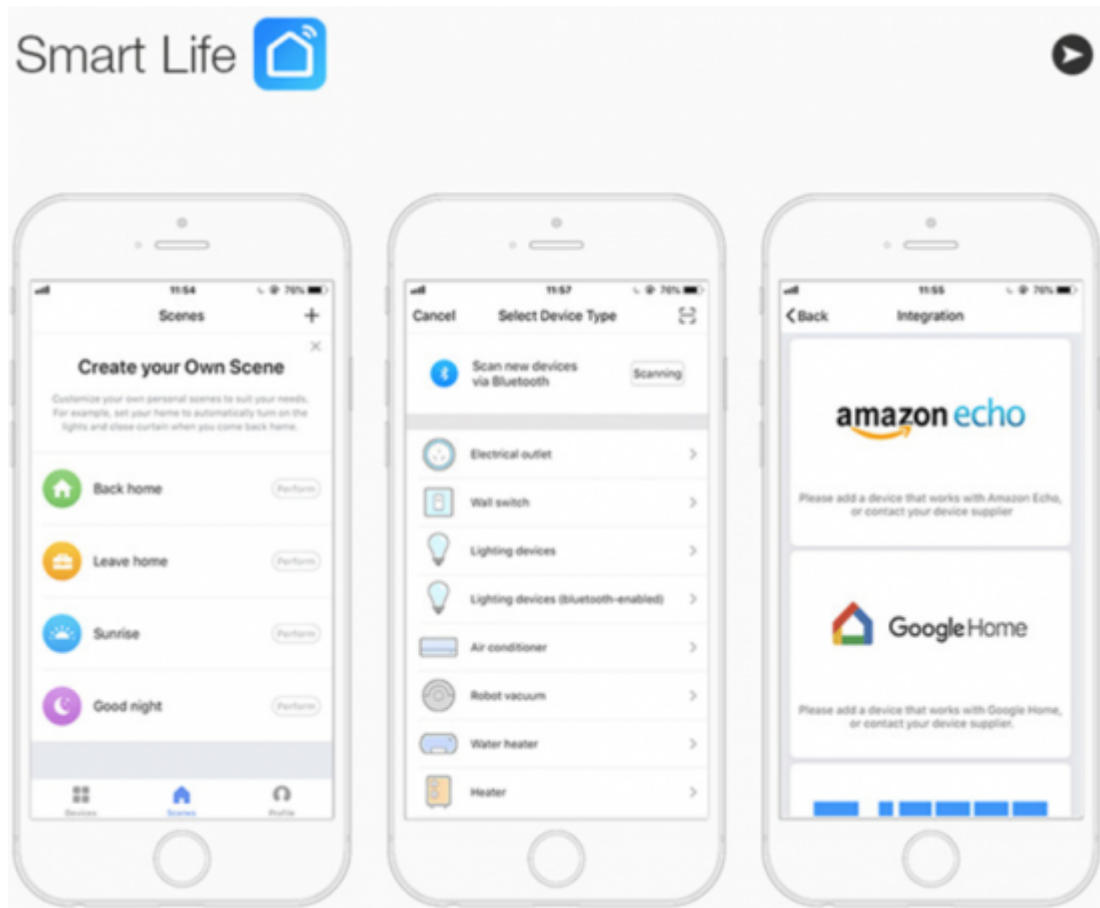 Smart Life
11:54
76%
Scenes
+
Create your Own Scene
Customize your own personal scenes to suit your needs.
For example, set your home to automatically turn on the
lights and close curtain when you come back home.
Back home
Perform
Leave home
Perform
Sunrise
Perform
Good night
Perform
Devices
Scenes
Profile
11:57
76%
Cancel
Select Device Type
Scan new devices
via Bluetooth
Scanning
Electrical outlet
Wall switch
Lighting devices
Lighting devices (bluetooth-enabled)
Air conditioner
Robot vacuum
Water heater
Heater
11:55
76%
Back
Integration
amazon echo
Please add a device that works with Amazon Echo,
or contact your device supplier
Google Home
Please add a device that works with Google Home,
or contact your device supplier.